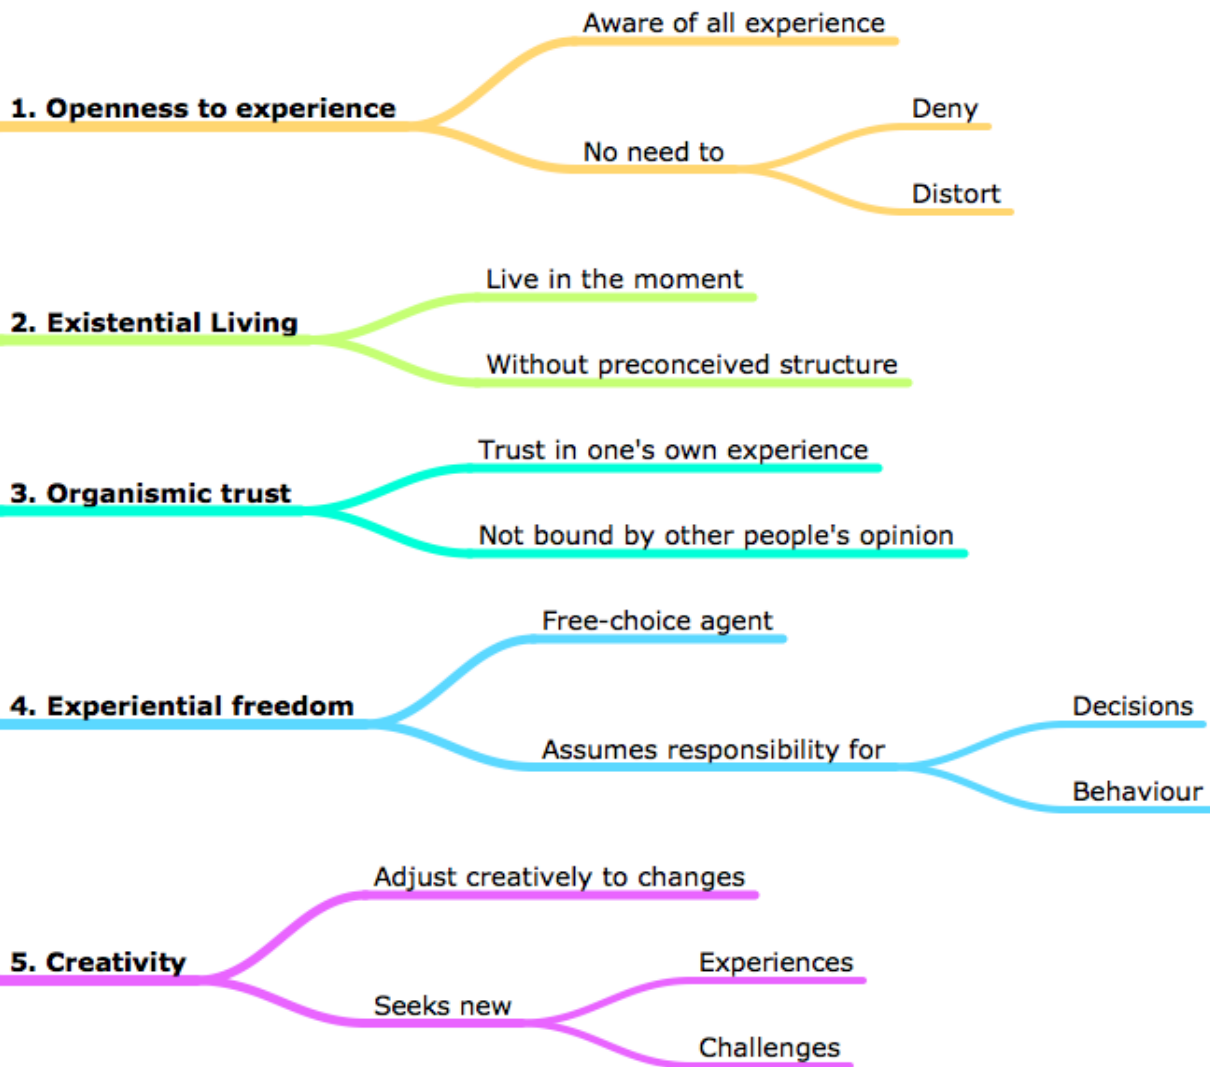 Aware of all experience
1. Openness to experience
Deny
No need to
Distort
Live in the moment
2. Existential Living
Without preconceived structure
Trust in one's own experience
3. Organismic trust
Not bound by other people's opinion
Free-choice agent
4. Experiential freedom
Decisions
Assumes responsibility for
Behaviour
Adjust creatively to changes
5. Creativity
Experiences
Seeks new
Challenges